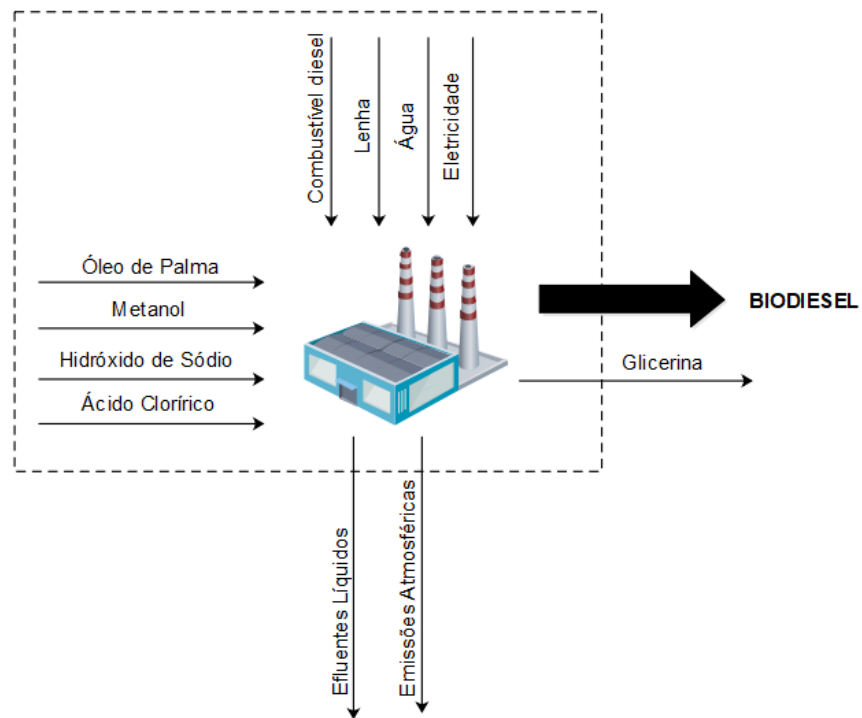 Combustível diesel
Lenha
Água
Eletricidade
Óleo de Palma
Metanol
Hidróxido de Sódio
Ácido Clorírico
BIODIESEL
Glicerina
Efluentes Líquidos
Emissões Atmosféricas